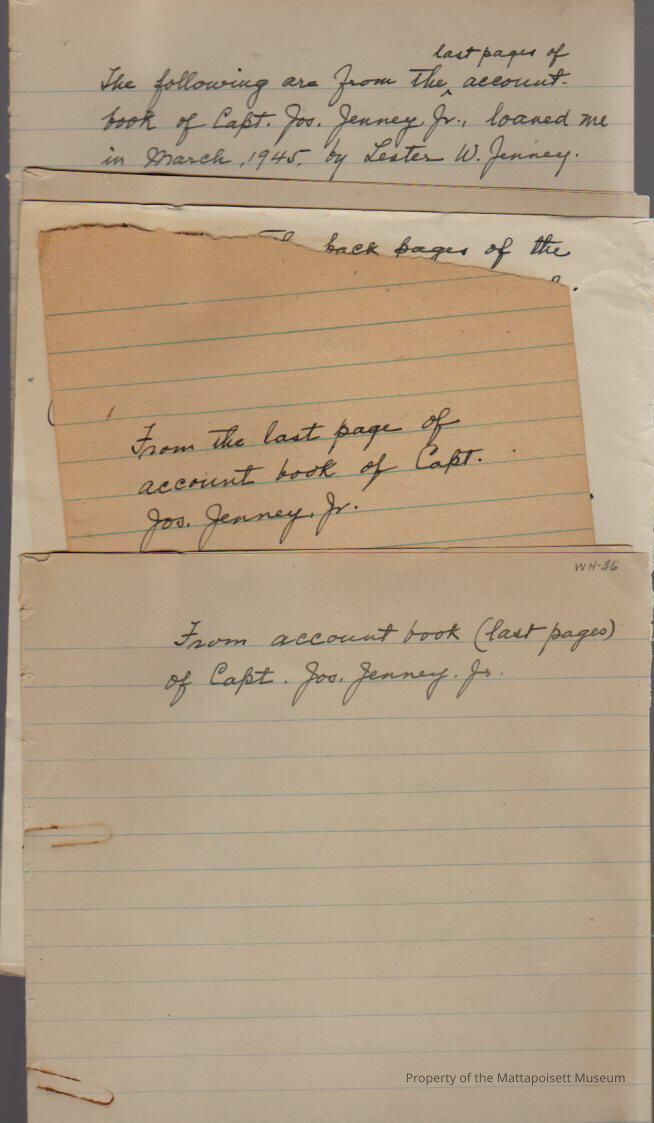 last pages of
The following are from the ^ account-
book of Capt. Jos. Jenney, Jr., loaned me
in March, 1945, by Lester W. Jenney.
back pages of the
From the last page of
account book of Capt.
Jos. Jenney, Jr.
WH-36
From account book (last pages)
of Capt. Jos. Jenney. Jr.
Property of the Mattapoisett Museum